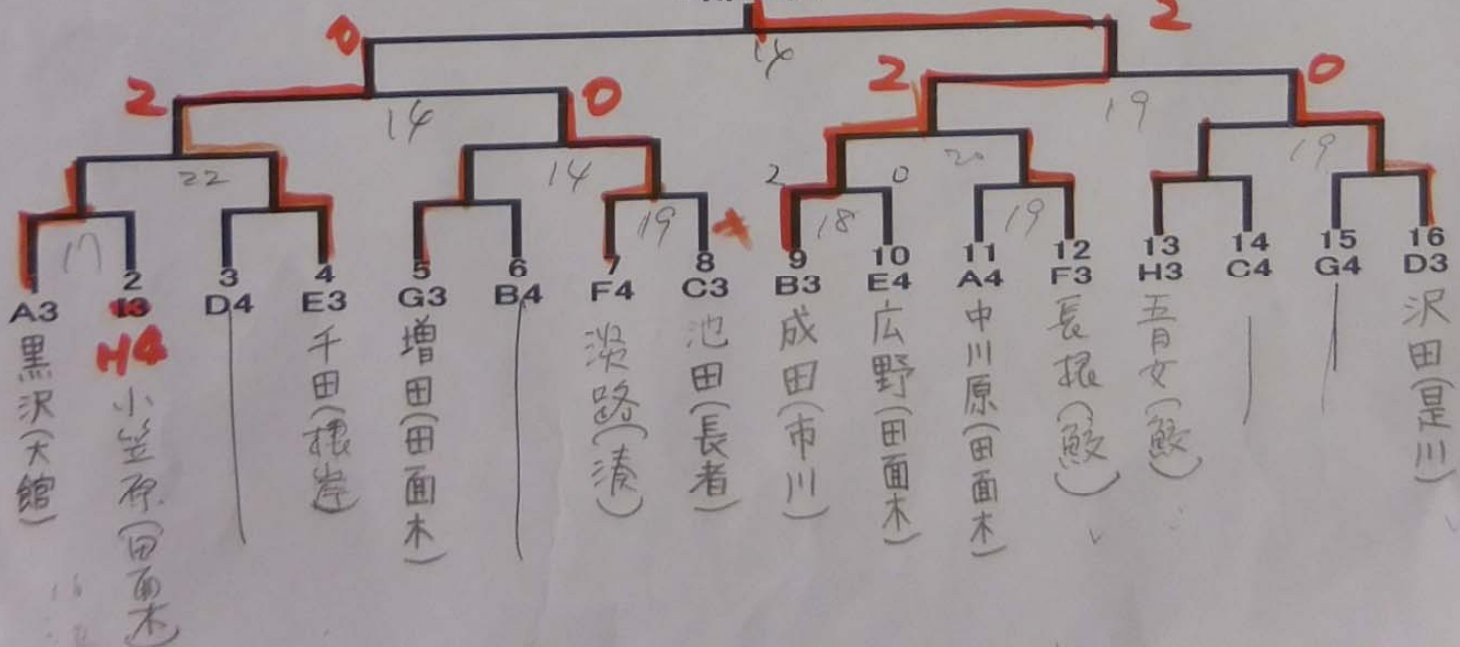 0 2
14
2 0 2 0
14 19
22 14 2 0 20 19
17 19 18 19
1 2 3 4 5 6 7 8 9 10 11 12 13 14 15 16
A3 I3 D4 E3 G3 B4 F4 C3 B3 E4 A4 F3 H3 C4 G4 D3
H4
黒沢(大館)
小笠原(田面木)
千田(根岸)
増田(田面木)
淡路(湊)
池田(長者)
成田(市川)
広野(田面木)
中川原(田面木)
長根(鮫)
五月女(鮫)
沢田(是川)